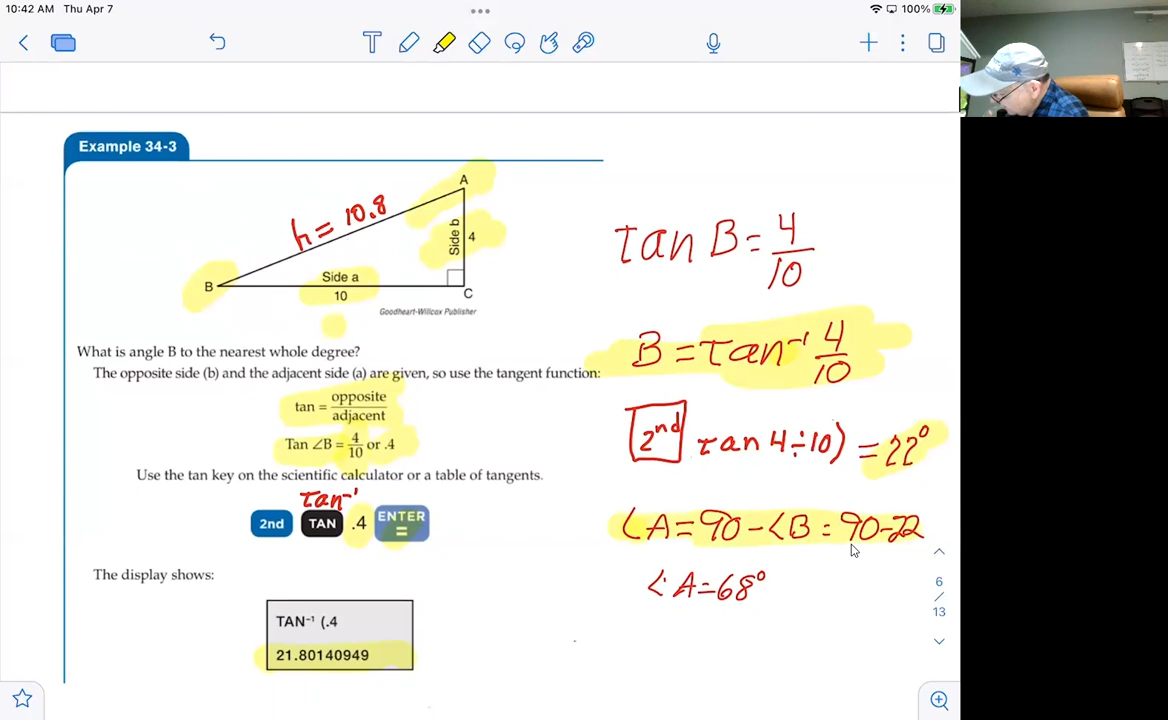 10:42 AM Thu Apr 7
100%
T
Example 34-3
A
h = 10.8
Side b
4
B
Side a
10
C
Goodheart-Willcox Publisher
What is angle B to the nearest whole degree?
The opposite side (b) and the adjacent side (a) are given, so use the tangent function:
tan = opposite / adjacent
Tan ∠B = 4/10 or .4
Use the tan key on the scientific calculator or a table of tangents.
tan⁻¹
2nd TAN .4 ENTER =
The display shows:
TAN⁻¹ (.4
21.80140949
tan B = 4/10
B = tan⁻¹ 4/10
2nd tan 4÷10) = 22°
∠A = 90 - ∠B = 90-22
∠A = 68°
6
/
13